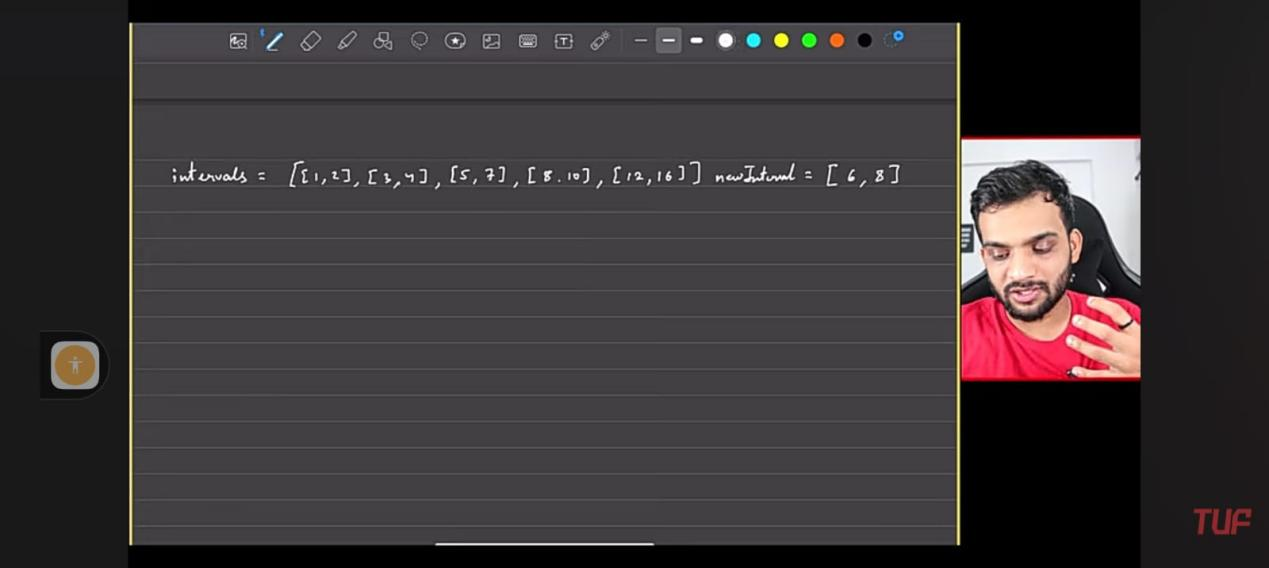 intervals = [[1,2], [3,4], [5,7], [8.10], [12,16]] newInterval = [6,8]
TUF